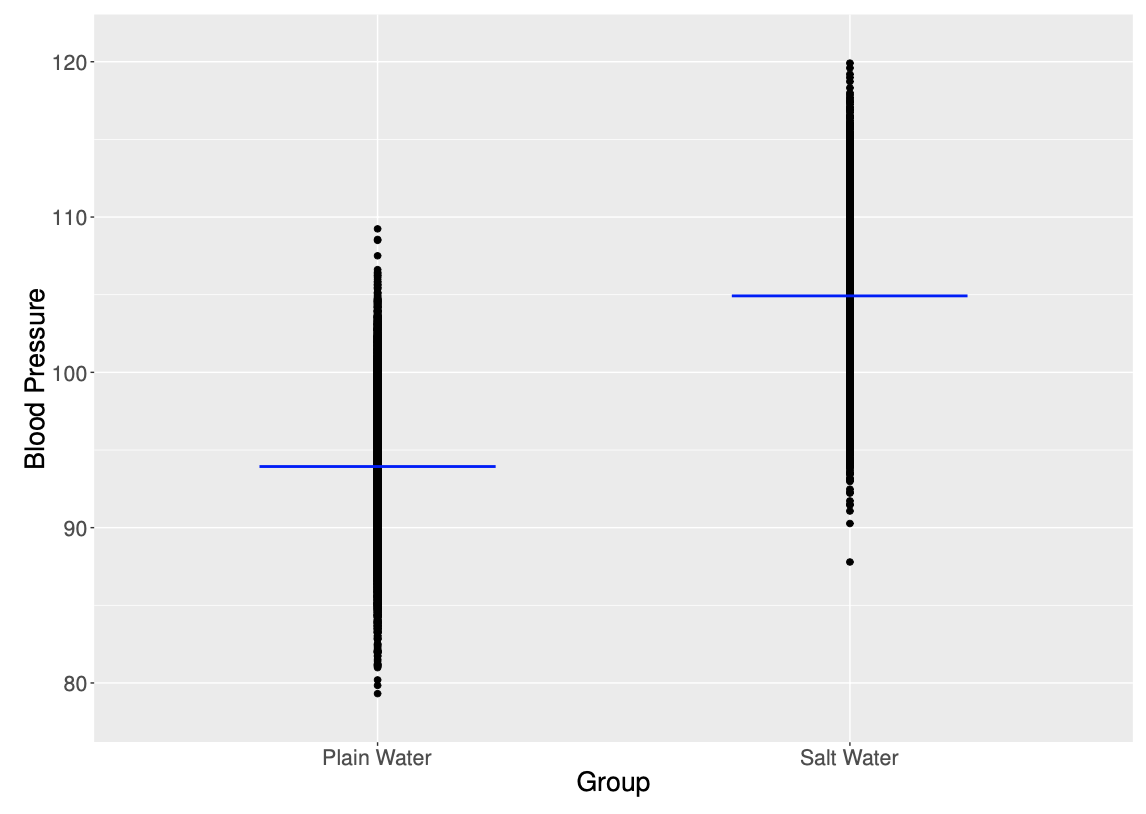 120
110
100
90
80
Blood Pressure
Plain Water
Salt Water
Group